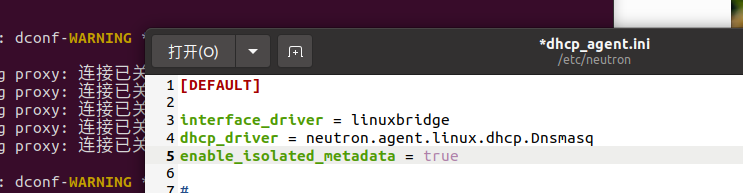 : dconf-WARNING *
g proxy: 连接已关
g proxy: 连接已关
g proxy: 连接已关
g proxy: 连接已关
g proxy: 连接已关
: dconf-WARNING *
打开(O)
*dhcp_agent.ini
/etc/neutron
1 [DEFAULT]
2
3 interface_driver = linuxbridge
4 dhcp_driver = neutron.agent.linux.dhcp.Dnsmasq
5 enable_isolated_metadata = true
6
7 #